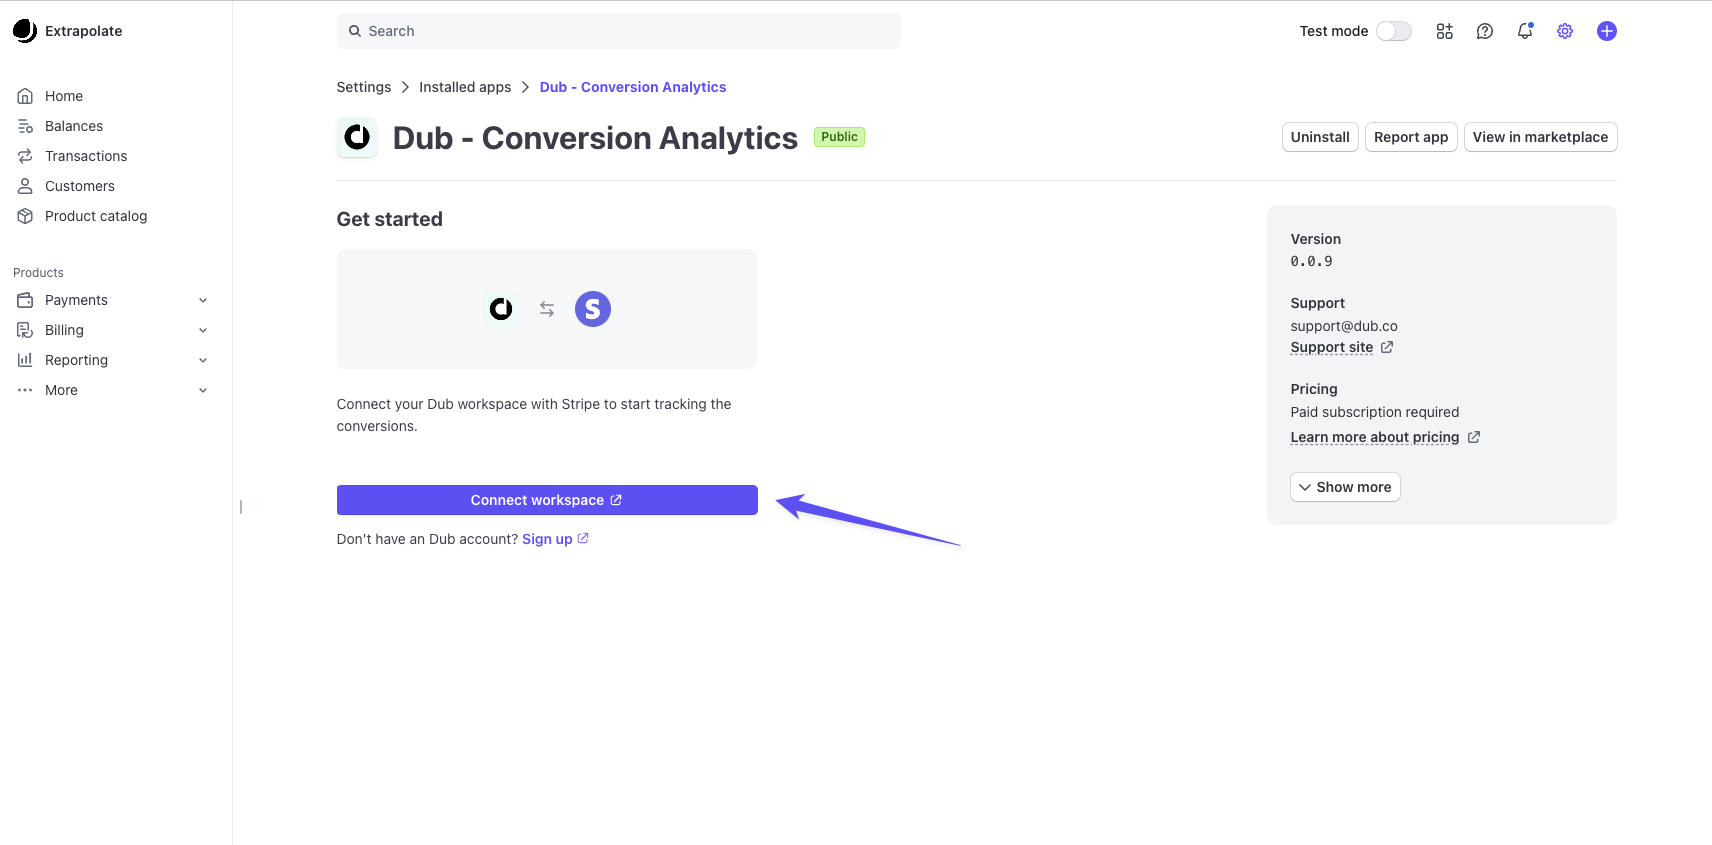 Extrapolate
Search
Test mode
Home
Balances
Transactions
Customers
Product catalog
Products
Payments
Billing
Reporting
More
Settings > Installed apps > Dub - Conversion Analytics
Dub - Conversion Analytics
Public
Uninstall
Report app
View in marketplace
Get started
Connect your Dub workspace with Stripe to start tracking the
conversions.
Connect workspace
Don't have an Dub account? Sign up
Version
0.0.9
Support
support@dub.co
Support site
Pricing
Paid subscription required
Learn more about pricing
Show more